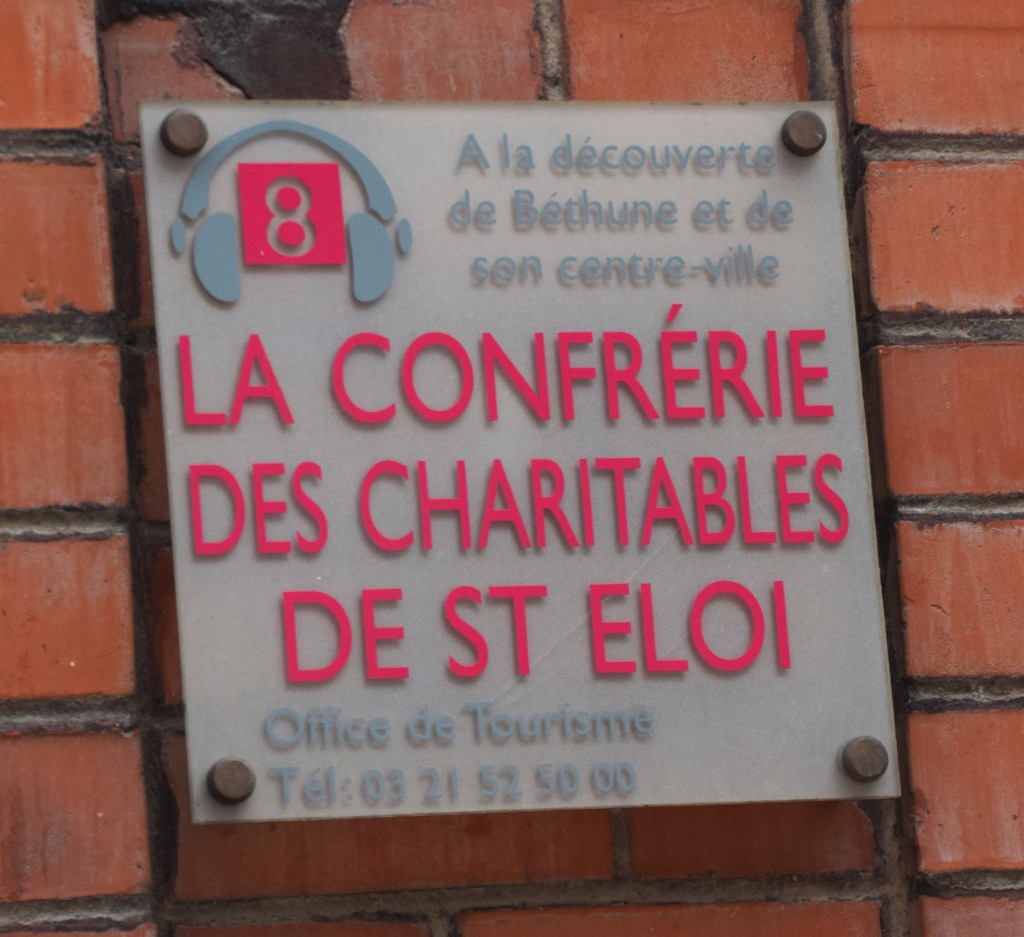 8
A la découverte
de Béthune et de
son centre-ville
LA CONFRÉRIE
DES CHARITABLES
DE ST ELOI
Office de Tourisme
Tél : 03 21 52 50 00